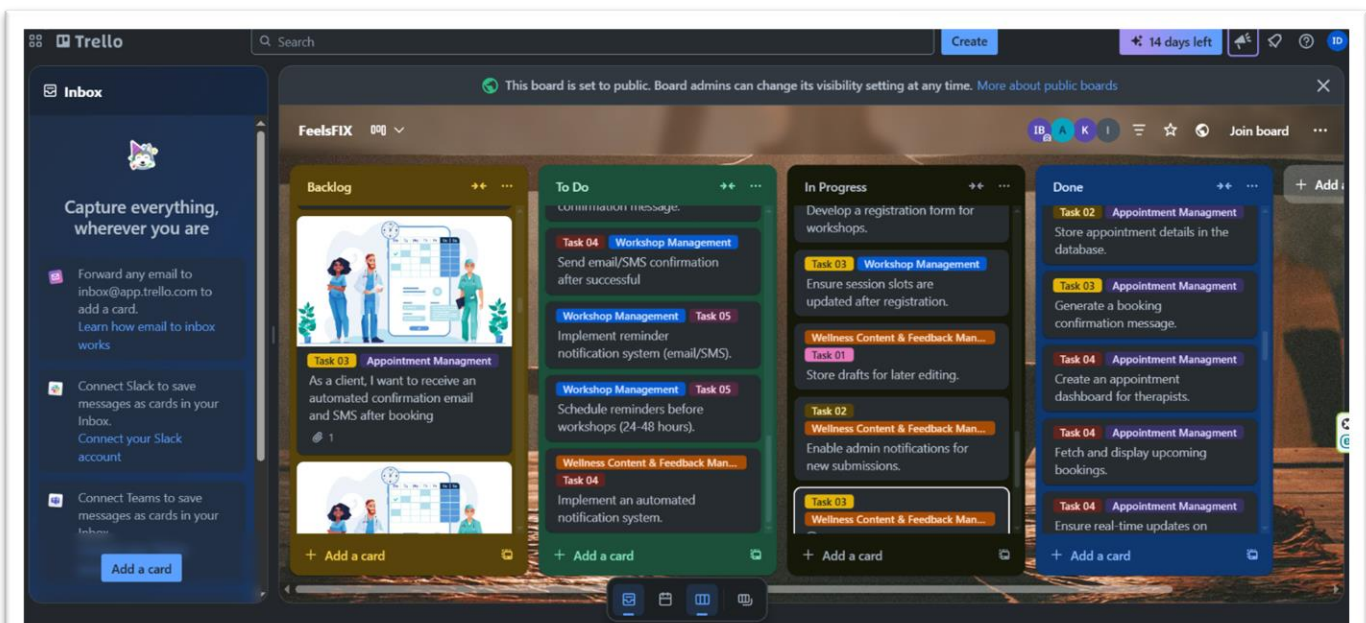 Trello
Search
Create
14 days left
ID
Inbox
Capture everything,
wherever you are
Forward any email to
inbox@app.trello.com to
add a card.
Learn how email to inbox
works
Connect Slack to save
messages as cards in your
Inbox.
Connect your Slack
account
Connect Teams to save
messages as cards in your
Inbox.
Add a card
This board is set to public. Board admins can change its visibility setting at any time. More about public boards
FeelsFIX
IB A K I
Join board
Backlog
Task 03 Appointment Managment
As a client, I want to receive an
automated confirmation email
and SMS after booking
1
+ Add a card
To Do
confirmation message.
Task 04 Workshop Management
Send email/SMS confirmation
after successful
Workshop Management Task 05
Implement reminder
notification system (email/SMS).
Workshop Management Task 05
Schedule reminders before
workshops (24-48 hours).
Wellness Content & Feedback Man...
Task 04
Implement an automated
notification system.
+ Add a card
In Progress
Develop a registration form for
workshops.
Task 03 Workshop Management
Ensure session slots are
updated after registration.
Wellness Content & Feedback Man...
Task 01
Store drafts for later editing.
Task 02
Wellness Content & Feedback Man...
Enable admin notifications for
new submissions.
Task 03
Wellness Content & Feedback Man...
+ Add a card
Done
Task 02 Appointment Managment
Store appointment details in the
database.
Task 03 Appointment Managment
Generate a booking
confirmation message.
Task 04 Appointment Managment
Create an appointment
dashboard for therapists.
Task 04 Appointment Managment
Fetch and display upcoming
bookings.
Task 04 Appointment Managment
Ensure real-time updates on
+ Add a card
+ Add